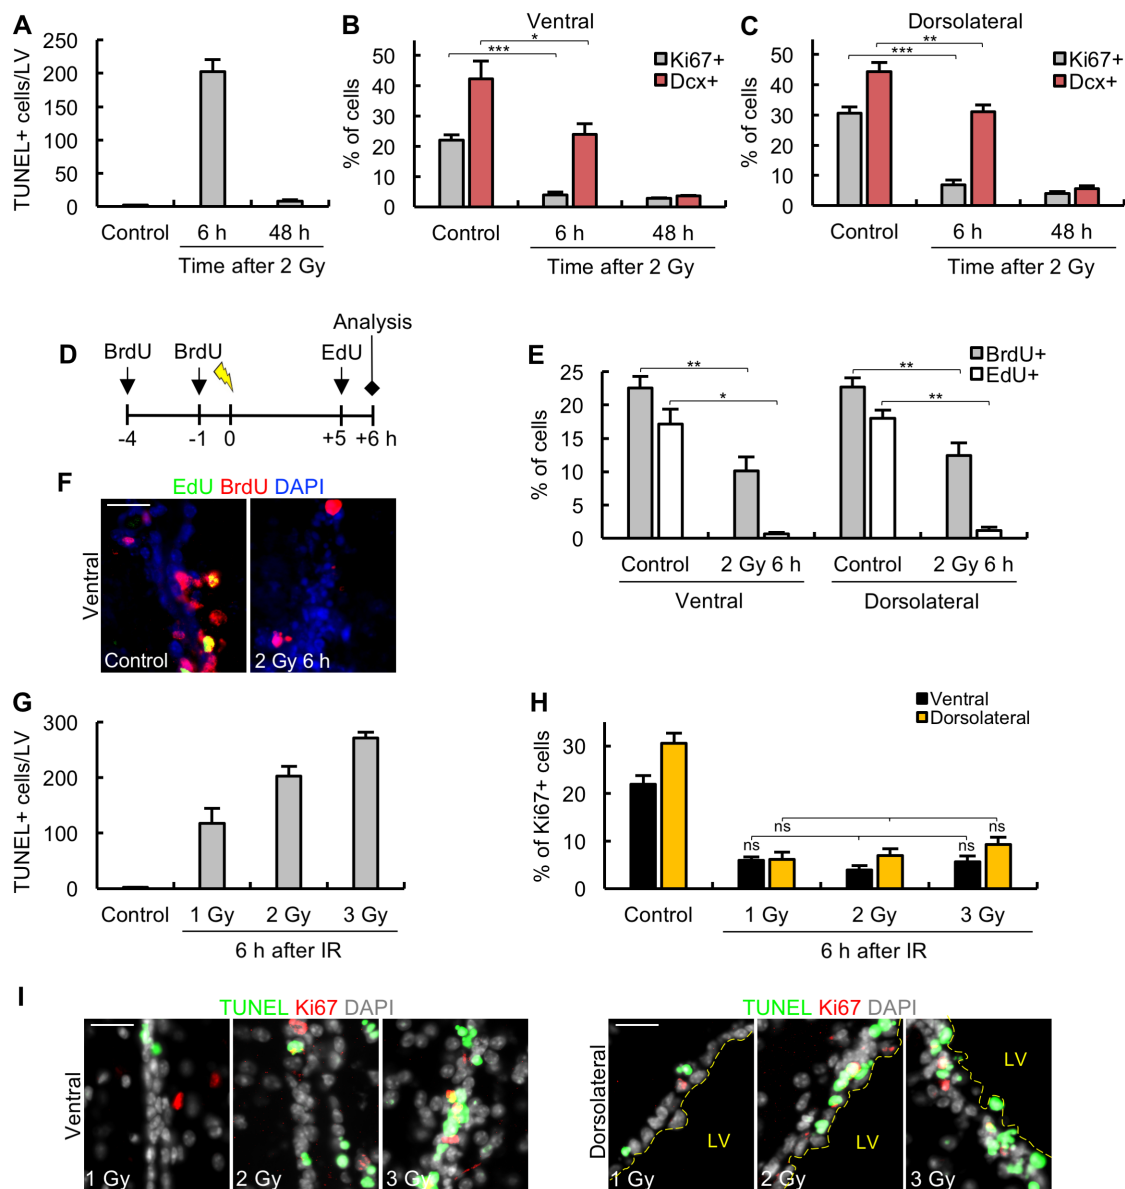 A
TUNEL+ cells/LV
250
200
150
100
50
0
Control
6 h
48 h
Time after 2 Gy
B
Ventral
% of cells
50
40
30
20
10
0
***
*
Ki67+
Dcx+
Control
6 h
48 h
Time after 2 Gy
C
Dorsolateral
% of cells
50
40
30
20
10
0
***
**
Ki67+
Dcx+
Control
6 h
48 h
Time after 2 Gy
D
Analysis
BrdU
BrdU
EdU
-4
-1
0
+5
+6 h
E
BrdU+
EdU+
% of cells
25
20
15
10
5
0
**
*
**
**
Control
2 Gy 6 h
Control
2 Gy 6 h
Ventral
Dorsolateral
F
EdU BrdU DAPI
Ventral
Control
2 Gy 6 h
G
TUNEL+ cells/LV
300
200
100
0
Control
1 Gy
2 Gy
3 Gy
6 h after IR
H
Ventral
Dorsolateral
% of Ki67+ cells
30
20
10
0
ns
ns
ns
ns
Control
1 Gy
2 Gy
3 Gy
6 h after IR
I
TUNEL Ki67 DAPI
Ventral
1 Gy
2 Gy
3 Gy
TUNEL Ki67 DAPI
Dorsolateral
LV
1 Gy
LV
2 Gy
LV
3 Gy